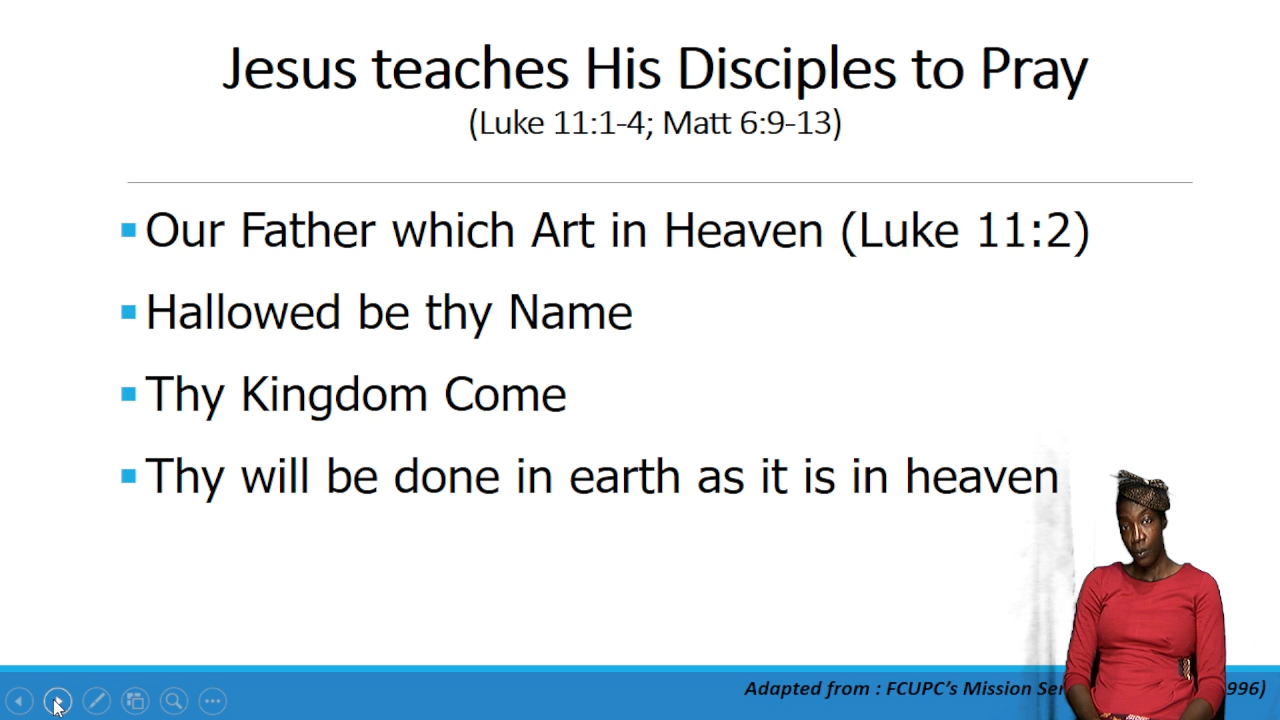 Jesus teaches His Disciples to Pray
(Luke 11:1-4; Matt 6:9-13)
Our Father which Art in Heaven (Luke 11:2)
Hallowed be thy Name
Thy Kingdom Come
Thy will be done in earth as it is in heaven
Adapted from : FCUPC’s Mission 996)